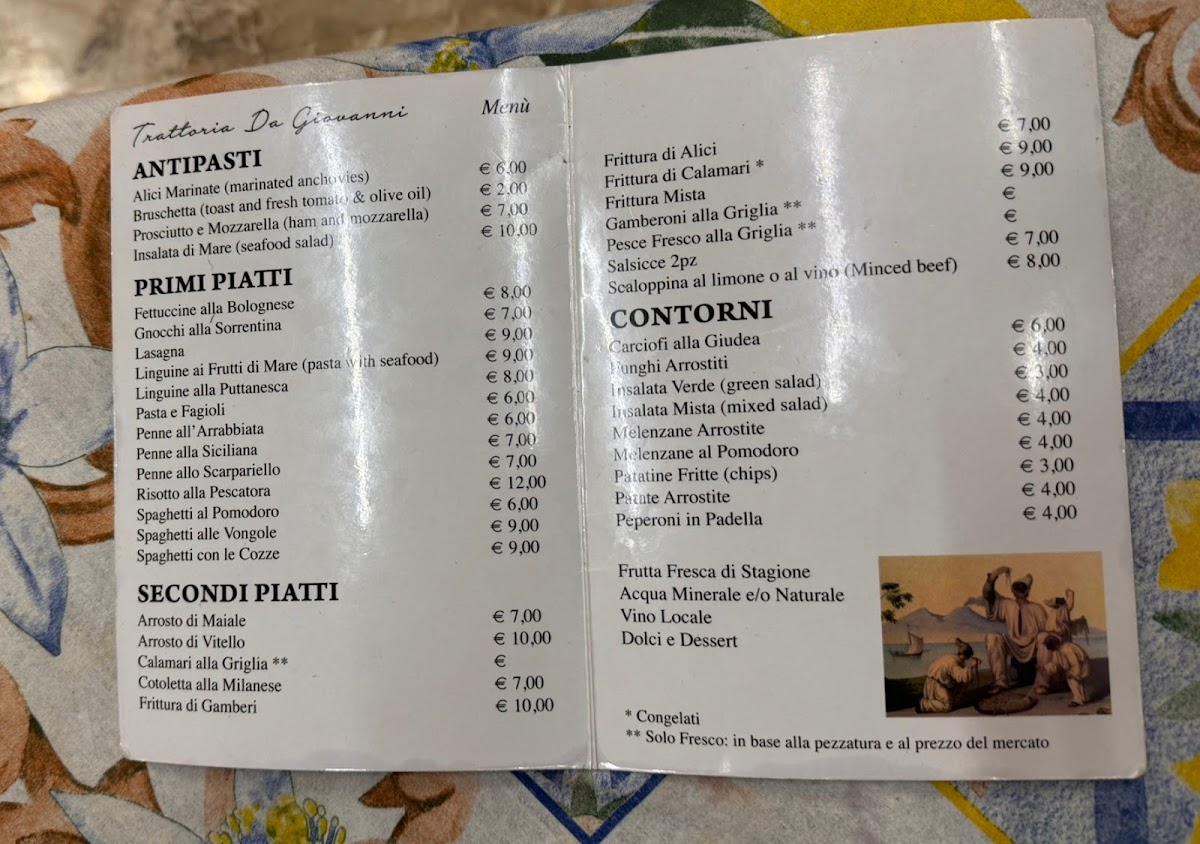 Trattoria Da Giovanni Menù
ANTIPASTI
Alici Marinate (marinated anchovies) € 6,00
Bruschetta (toast and fresh tomato & olive oil) € 2,00
Prosciutto e Mozzarella (ham and mozzarella) € 7,00
Insalata di Mare (seafood salad) € 10,00
PRIMI PIATTI
Fettuccine alla Bolognese € 8,00
Gnocchi alla Sorrentina € 7,00
Lasagna € 9,00
Linguine ai Frutti di Mare (pasta with seafood) € 9,00
Linguine alla Puttanesca € 8,00
Pasta e Fagioli € 6,00
Penne all'Arrabbiata € 6,00
Penne alla Siciliana € 7,00
Penne allo Scarpariello € 7,00
Risotto alla Pescatora € 12,00
Spaghetti al Pomodoro € 6,00
Spaghetti alle Vongole € 9,00
Spaghetti con le Cozze € 9,00
SECONDI PIATTI
Arrosto di Maiale € 7,00
Arrosto di Vitello € 10,00
Calamari alla Griglia ** €
Cotoletta alla Milanese € 7,00
Frittura di Gamberi € 10,00
Frittura di Alici € 7,00
Frittura di Calamari * € 9,00
Frittura Mista € 9,00
Gamberoni alla Griglia ** €
Pesce Fresco alla Griglia ** €
Salsicce 2pz € 7,00
Scaloppina al limone o al vino (Minced beef) € 8,00
CONTORNI
Carciofi alla Giudea € 6,00
Funghi Arrostiti € 4,00
Insalata Verde (green salad) € 3,00
Insalata Mista (mixed salad) € 4,00
Melenzane Arrostite € 4,00
Melenzane al Pomodoro € 4,00
Patatine Fritte (chips) € 3,00
Patate Arrostite € 4,00
Peperoni in Padella € 4,00
Frutta Fresca di Stagione
Acqua Minerale e/o Naturale
Vino Locale
Dolci e Dessert
* Congelati
** Solo Fresco: in base alla pezzatura e al prezzo del mercato